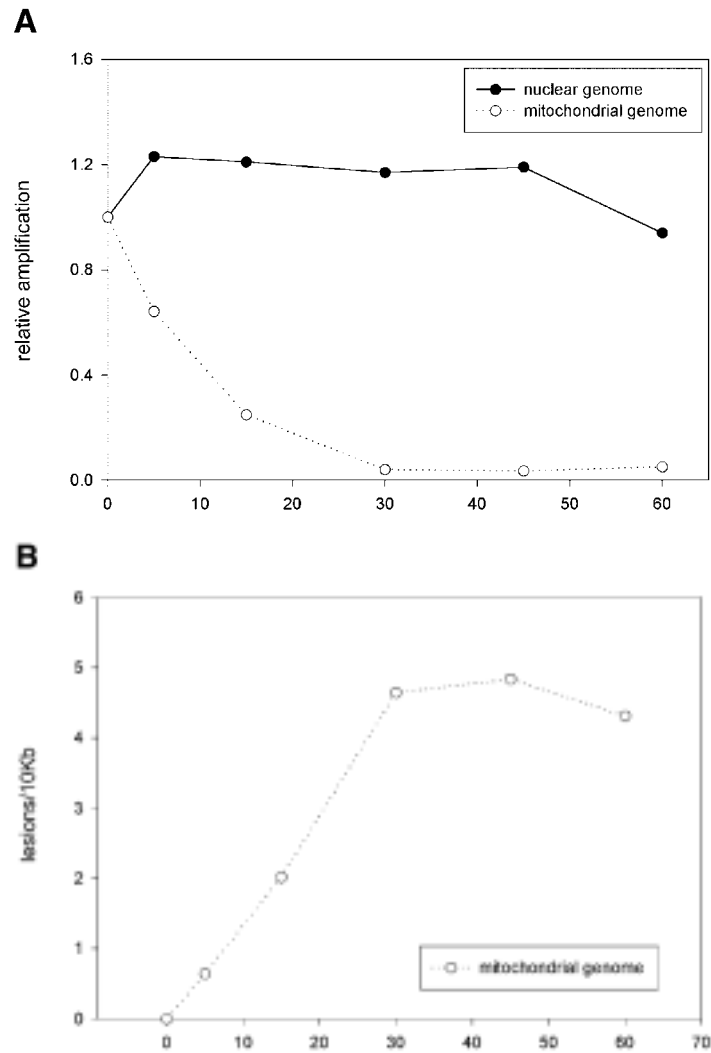 A
1.6
nuclear genome
mitochondrial genome
1.2
relative amplification
0.8
0.4
0.0
0 10 20 30 40 50 60
B
6
5
4
lesions/10Kb
3
2
1
mitochondrial genome
0
0 10 20 30 40 50 60 70